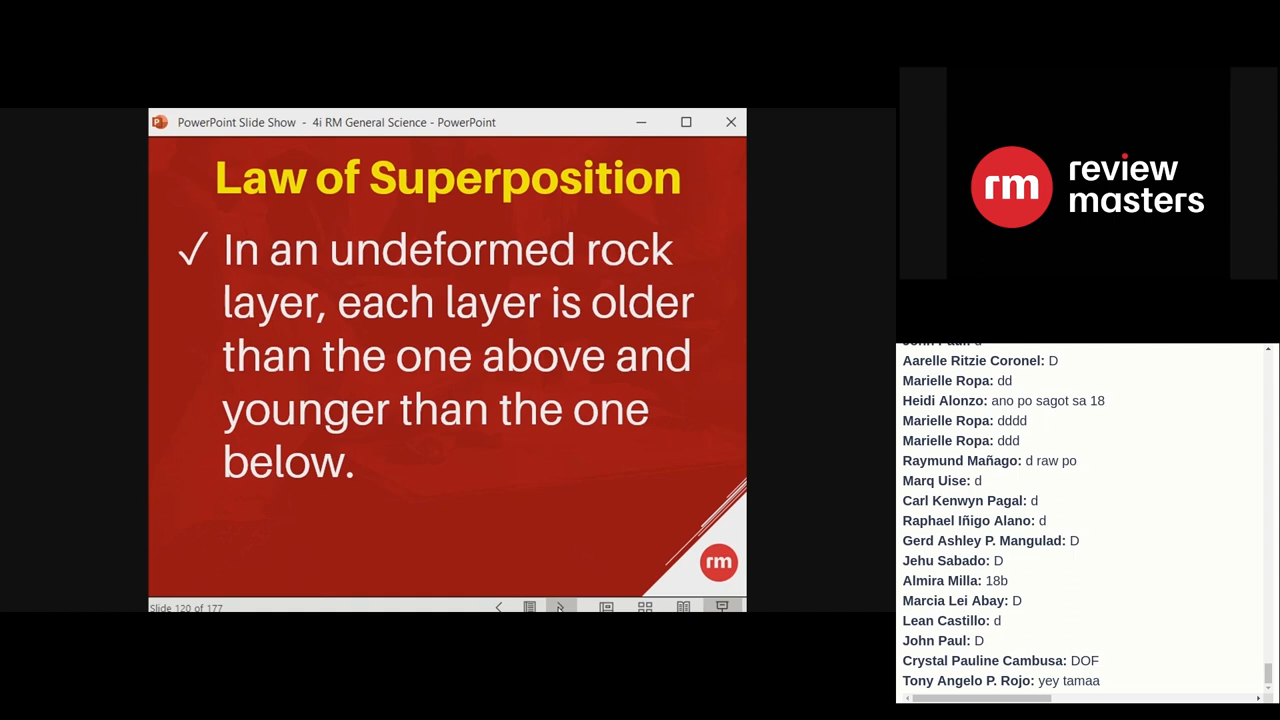 PowerPoint Slide Show - 4i RM General Science - PowerPoint
Law of Superposition
✓ In an undeformed rock
layer, each layer is older
than the one above and
younger than the one
below.
rm
Slide 120 of 177
rm review
masters
John Paul: d
Aarelle Ritzie Coronel: D
Marielle Ropa: dd
Heidi Alonzo: ano po sagot sa 18
Marielle Ropa: dddd
Marielle Ropa: ddd
Raymund Mañago: d raw po
Marq Uise: d
Carl Kenwyn Pagal: d
Raphael Iñigo Alano: d
Gerd Ashley P. Mangulad: D
Jehu Sabado: D
Almira Milla: 18b
Marcia Lei Abay: D
Lean Castillo: d
John Paul: D
Crystal Pauline Cambusa: DOF
Tony Angelo P. Rojo: yey tamaa